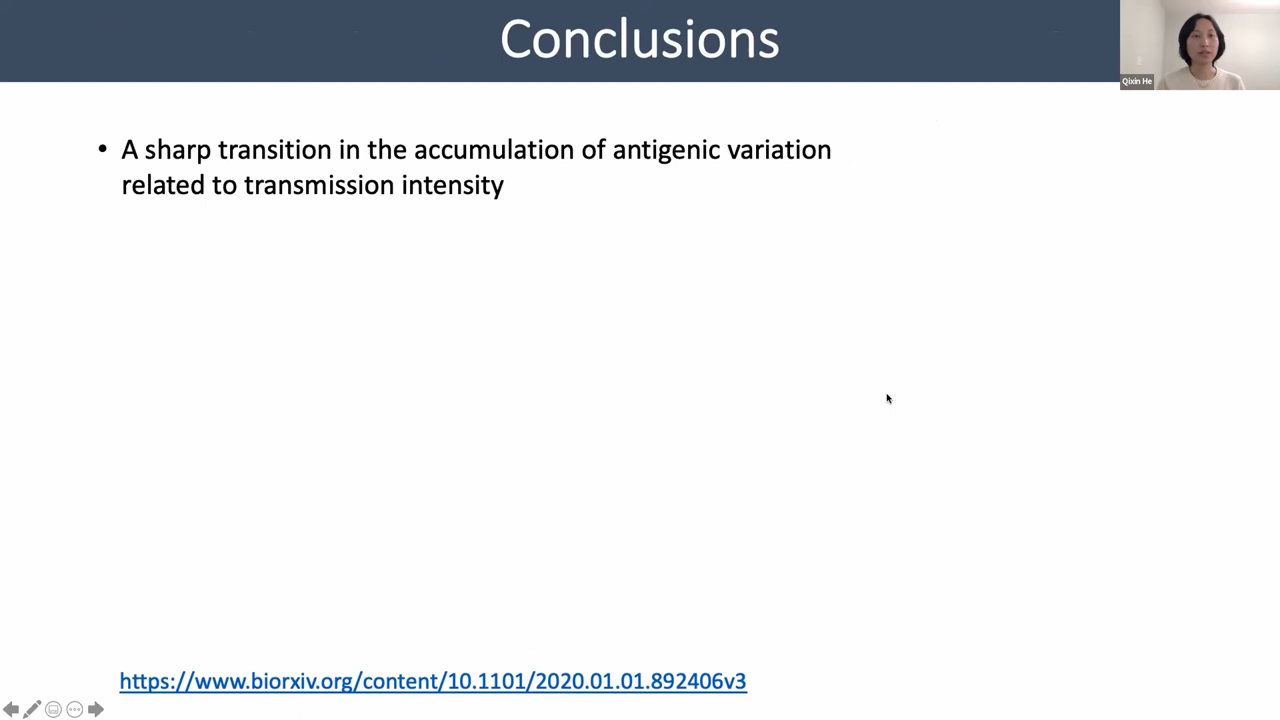 Conclusions
Qixin He
• A sharp transition in the accumulation of antigenic variation
related to transmission intensity
https://www.biorxiv.org/content/10.1101/2020.01.01.892406v3